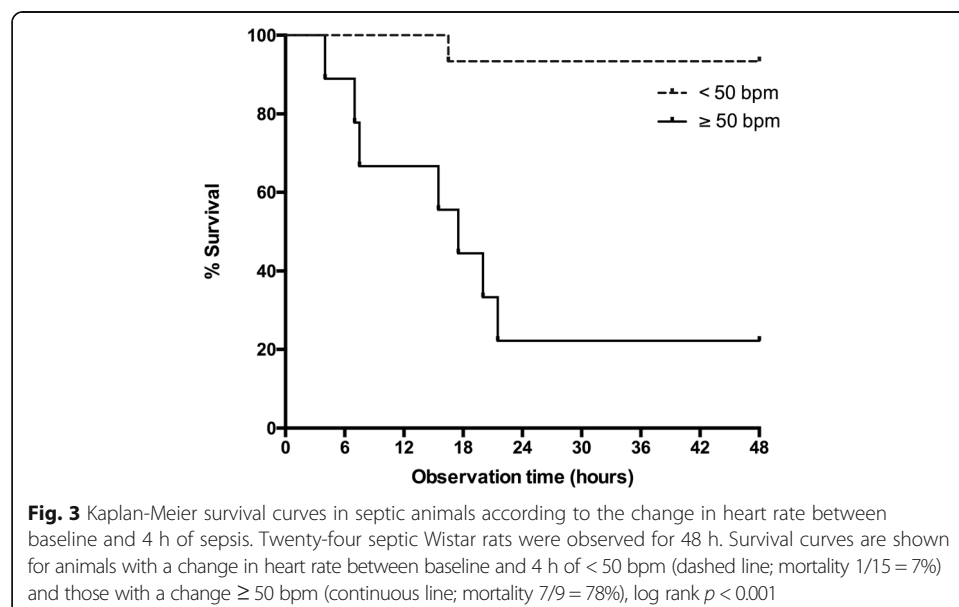 100
80
60
40
20
0
% Survival
< 50 bpm
≥ 50 bpm
0 6 12 18 24 30 36 42 48
Observation time (hours)
Fig. 3 Kaplan-Meier survival curves in septic animals according to the change in heart rate between
baseline and 4 h of sepsis. Twenty-four septic Wistar rats were observed for 48 h. Survival curves are shown
for animals with a change in heart rate between baseline and 4 h of < 50 bpm (dashed line; mortality 1/15 = 7%)
and those with a change ≥ 50 bpm (continuous line; mortality 7/9 = 78%), log rank p < 0.001